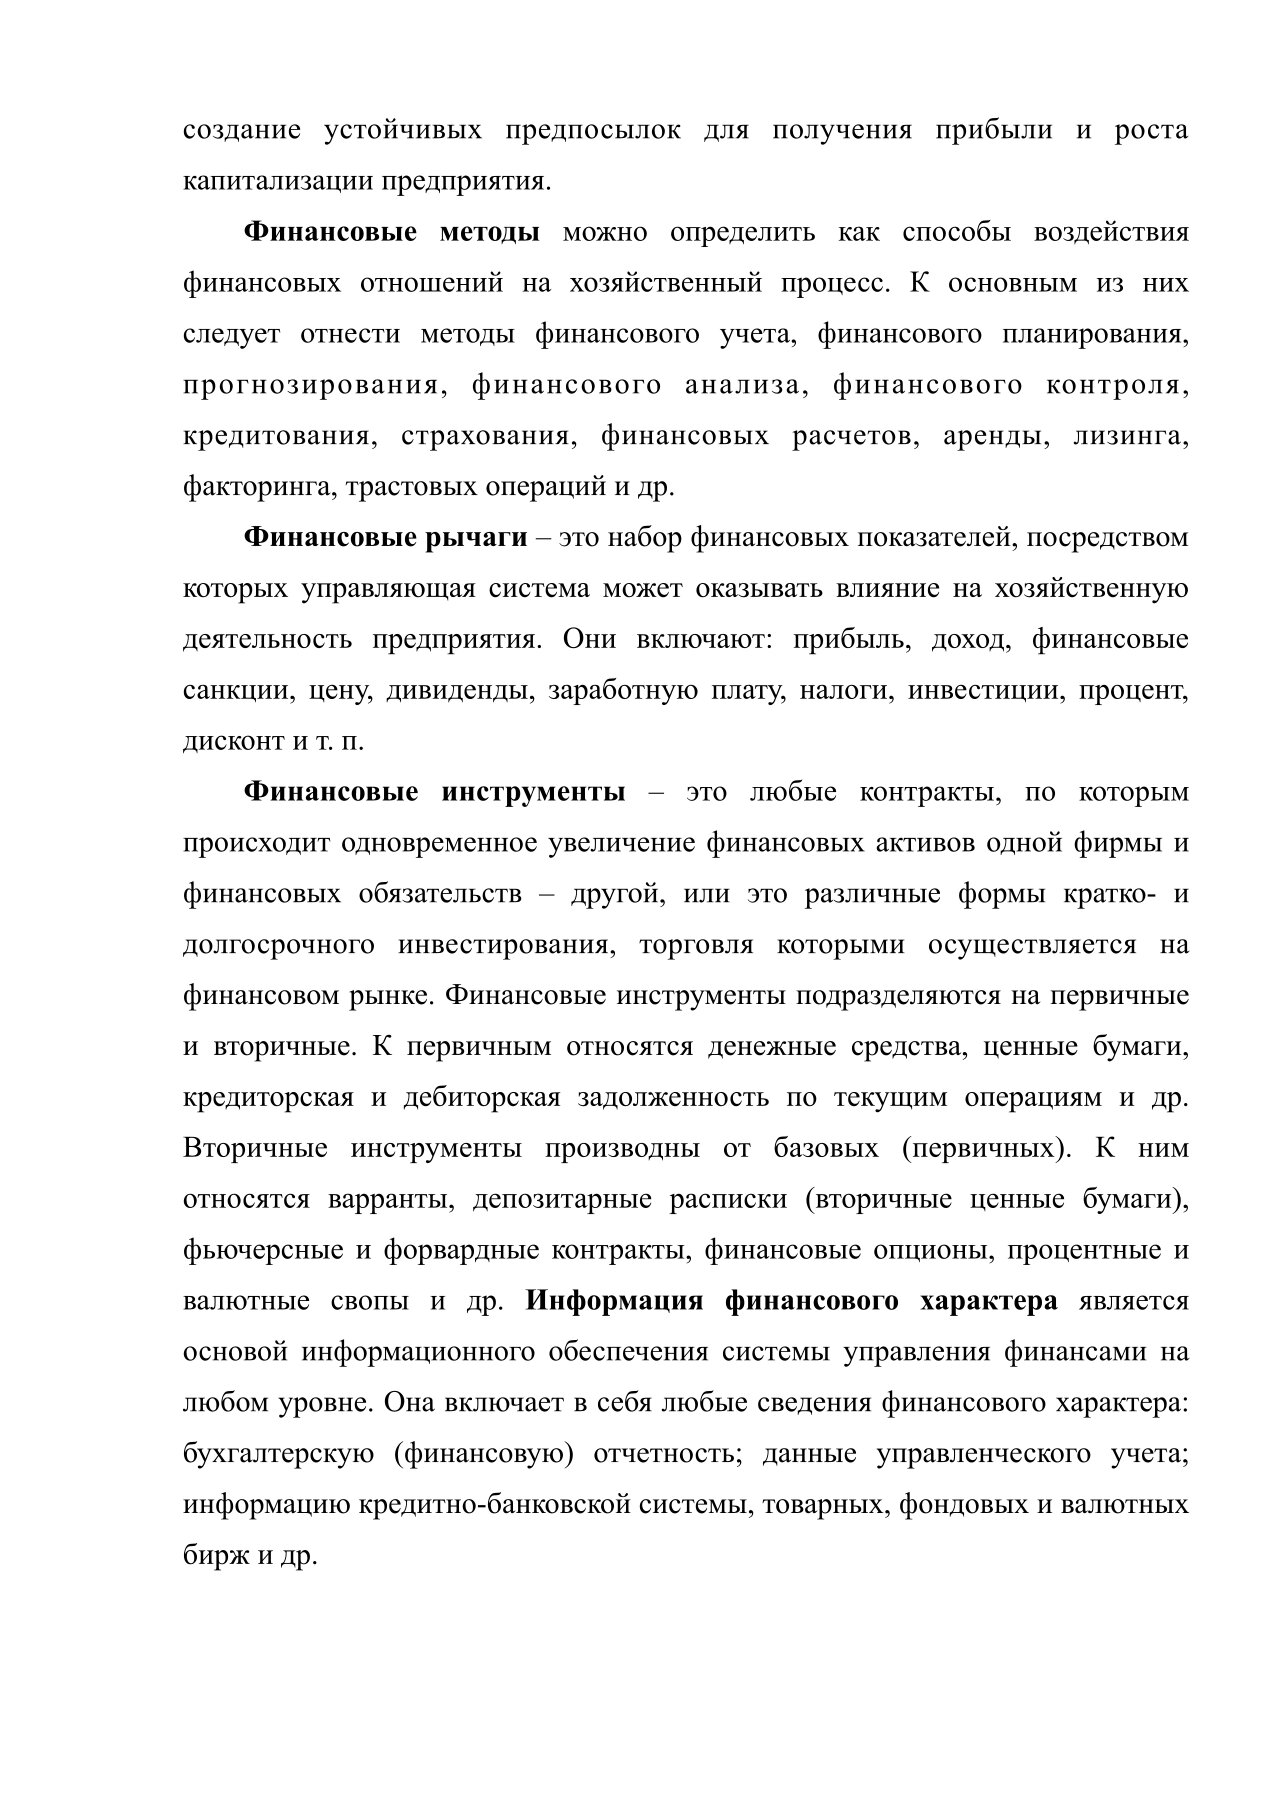 создание устойчивых предпосылок для получения прибыли и роста
капитализации предприятия.
Финансовые методы можно определить как способы воздействия
финансовых отношений на хозяйственный процесс. К основным из них
следует отнести методы финансового учета, финансового планирования,
прогнозирования, финансового анализа, финансового контроля,
кредитования, страхования, финансовых расчетов, аренды, лизинга,
факторинга, трастовых операций и др.
Финансовые рычаги – это набор финансовых показателей, посредством
которых управляющая система может оказывать влияние на хозяйственную
деятельность предприятия. Они включают: прибыль, доход, финансовые
санкции, цену, дивиденды, заработную плату, налоги, инвестиции, процент,
дисконт и т. п.
Финансовые инструменты – это любые контракты, по которым
происходит одновременное увеличение финансовых активов одной фирмы и
финансовых обязательств – другой, или это различные формы кратко- и
долгосрочного инвестирования, торговля которыми осуществляется на
финансовом рынке. Финансовые инструменты подразделяются на первичные
и вторичные. К первичным относятся денежные средства, ценные бумаги,
кредиторская и дебиторская задолженность по текущим операциям и др.
Вторичные инструменты производны от базовых (первичных). К ним
относятся варранты, депозитарные расписки (вторичные ценные бумаги),
фьючерсные и форвардные контракты, финансовые опционы, процентные и
валютные свопы и др. Информация финансового характера является
основой информационного обеспечения системы управления финансами на
любом уровне. Она включает в себя любые сведения финансового характера:
бухгалтерскую (финансовую) отчетность; данные управленческого учета;
информацию кредитно-банковской системы, товарных, фондовых и валютных
бирж и др.